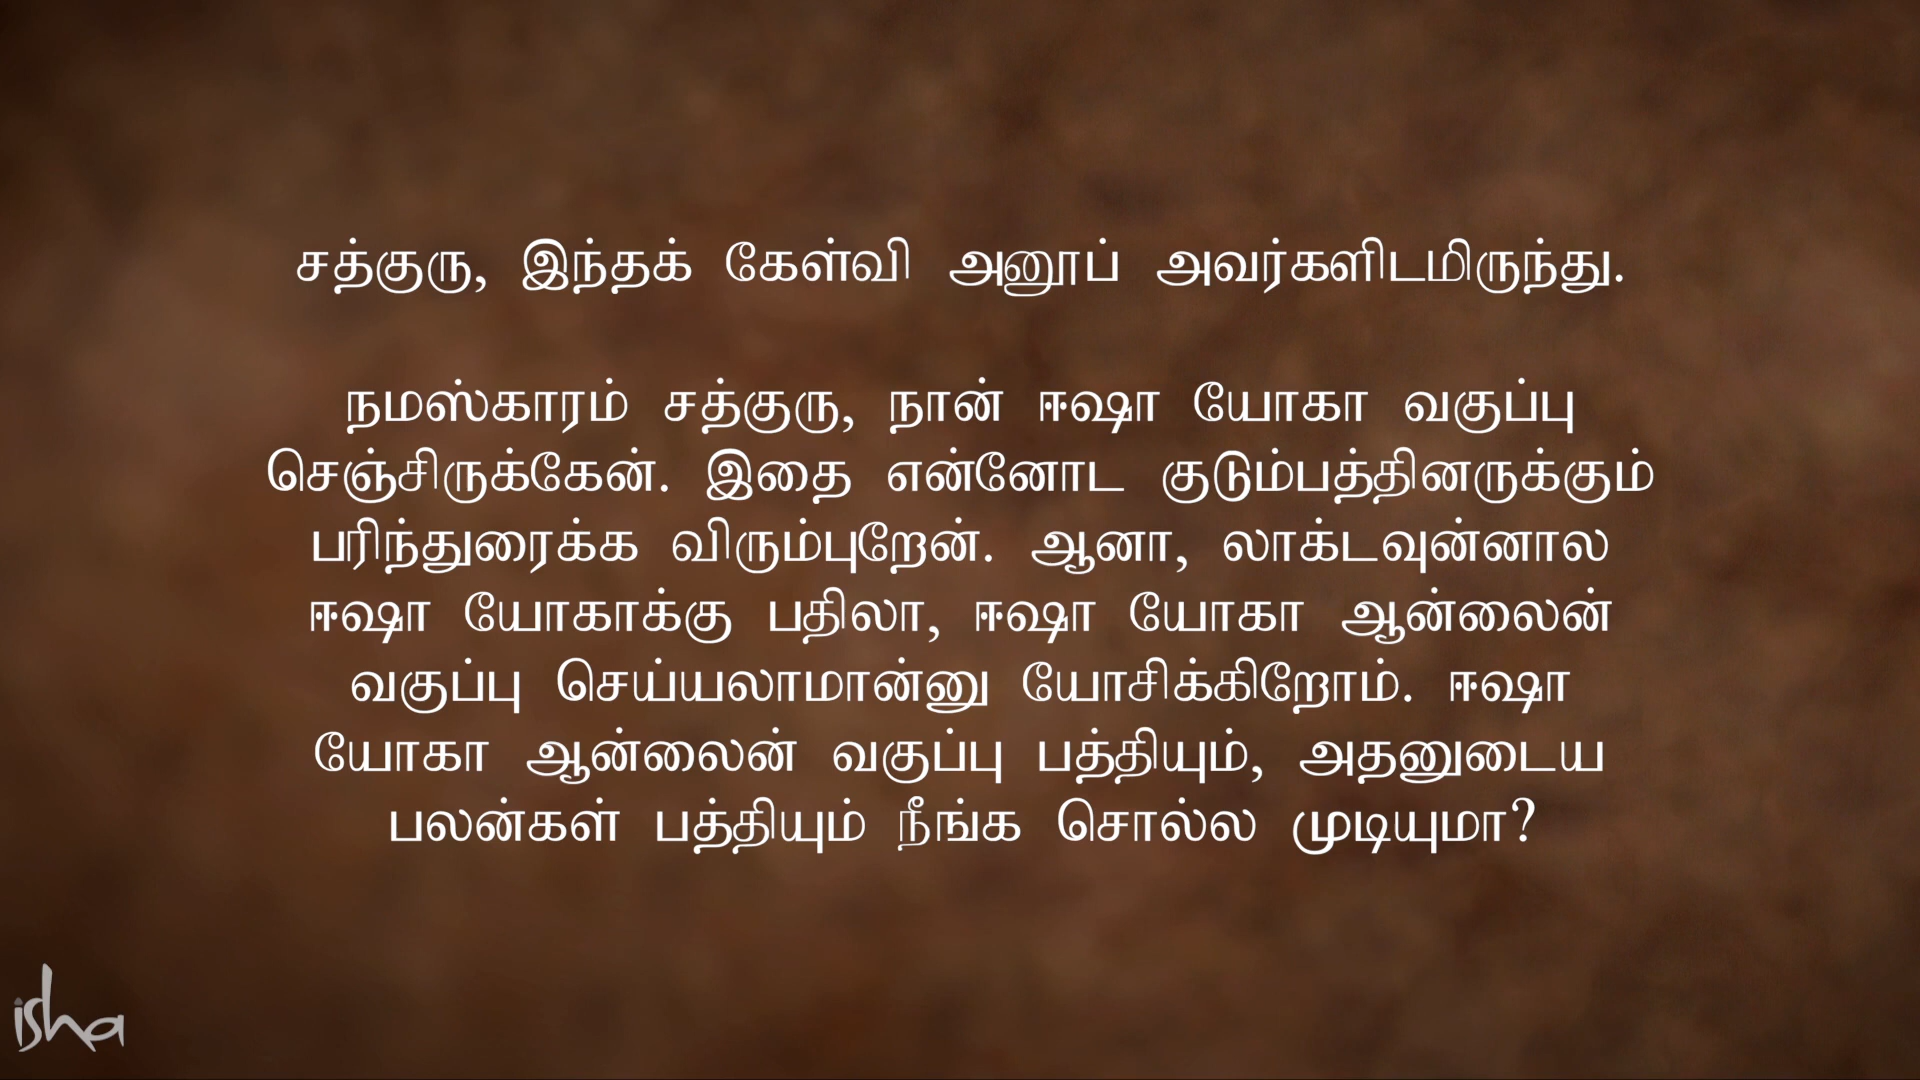 சத்குரு, இந்தக் கேள்வி அனூப் அவர்களிடமிருந்து.
நமஸ்காரம் சத்குரு, நான் ஈஷா யோகா வகுப்பு
செஞ்சிருக்கேன். இதை என்னோட குடும்பத்தினருக்கும்
பரிந்துரைக்க விரும்புறேன். ஆனா, லாக்டவுன்னால
ஈஷா யோகாக்கு பதிலா, ஈஷா யோகா ஆன்லைன்
வகுப்பு செய்யலாமான்னு யோசிக்கிறோம். ஈஷா
யோகா ஆன்லைன் வகுப்பு பத்தியும், அதனுடைய
பலன்கள் பத்தியும் நீங்க சொல்ல முடியுமா?
isha